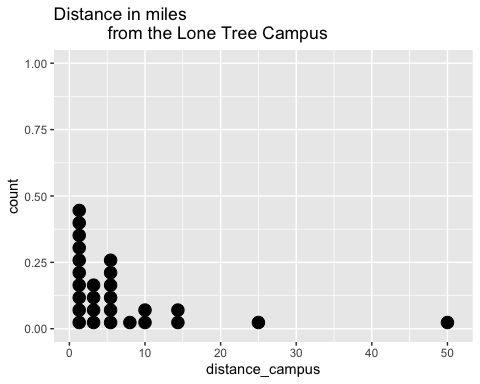 Distance in miles
from the Lone Tree Campus
1.00
0.75
0.50
0.25
0.00
count
0 10 20 30 40 50
distance_campus